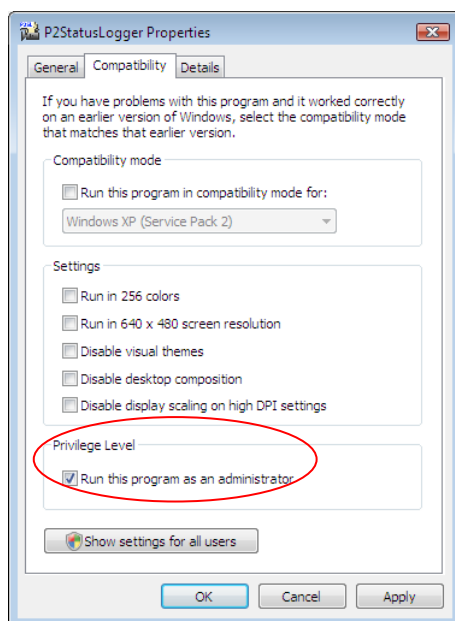 P2StatusLogger Properties
General Compatibility Details
If you have problems with this program and it worked correctly
on an earlier version of Windows, select the compatibility mode
that matches that earlier version.
Compatibility mode
Run this program in compatibility mode for:
Windows XP (Service Pack 2)
Settings
Run in 256 colors
Run in 640 x 480 screen resolution
Disable visual themes
Disable desktop composition
Disable display scaling on high DPI settings
Privilege Level
Run this program as an administrator
Show settings for all users
OK Cancel Apply